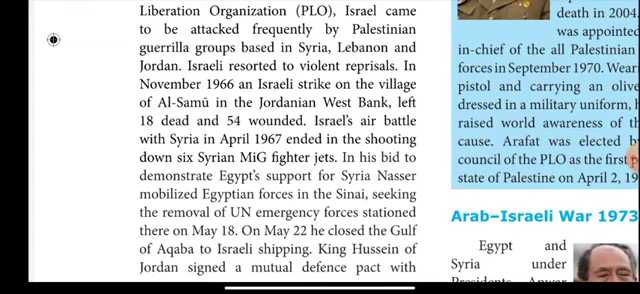 Liberation Organization (PLO), Israel came
to be attacked frequently by Palestinian
guerrilla groups based in Syria, Lebanon and
Jordan. Israeli resorted to violent reprisals. In
November 1966 an Israeli strike on the village
of Al-Samū in the Jordanian West Bank, left
18 dead and 54 wounded. Israel's air battle
with Syria in April 1967 ended in the shooting
down six Syrian MiG fighter jets. In his bid to
demonstrate Egypt's support for Syria Nasser
mobilized Egyptian forces in the Sinai, seeking
the removal of UN emergency forces stationed
there on May 18. On May 22 he closed the Gulf
of Aqaba to Israeli shipping. King Hussein of
Jordan signed a mutual defence pact with
death in 2004
was appointed
in-chief of the all Palestinian
forces in September 1970. Wear
pistol and carrying an olive
dressed in a military uniform,
raised world awareness of
cause. Arafat was elected
council of the PLO as the first
state of Palestine on April 2,
Arab–Israeli War 1973
Egypt and
Syria under
Presidents Anwar